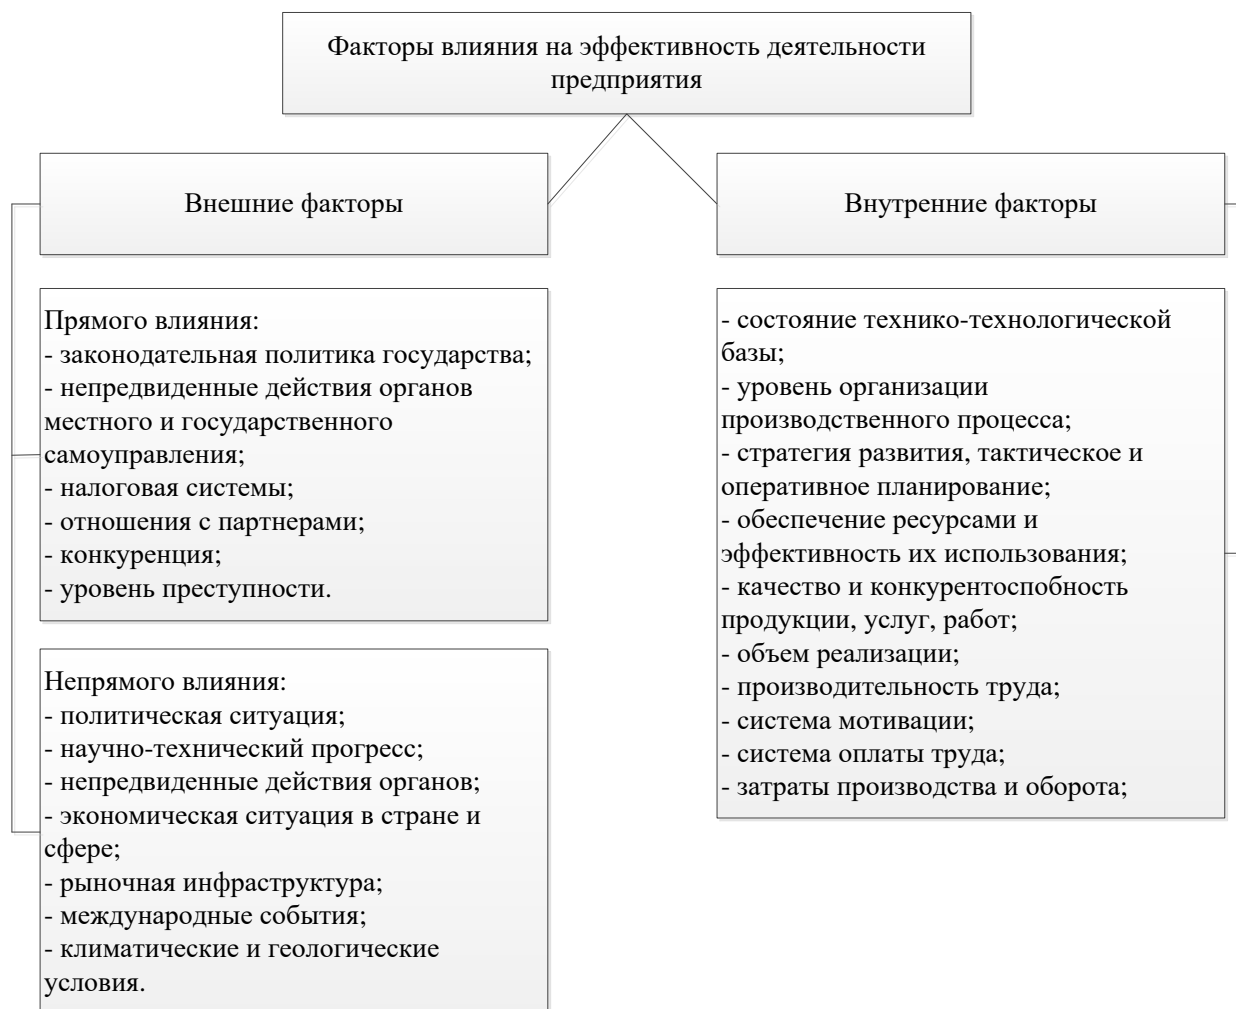 Факторы влияния на эффективность деятельности
предприятия
Внешние факторы
Внутренние факторы
Прямого влияния:
- законодательная политика государства;
- непредвиденные действия органов
местного и государственного
самоуправления;
- налоговая системы;
- отношения с партнерами;
- конкуренция;
- уровень преступности.
Непрямого влияния:
- политическая ситуация;
- научно-технический прогресс;
- непредвиденные действия органов;
- экономическая ситуация в стране и
сфере;
- рыночная инфраструктура;
- международные события;
- климатические и геологические
условия.
- состояние технико-технологической
базы;
- уровень организации
производственного процесса;
- стратегия развития, тактическое и
оперативное планирование;
- обеспечение ресурсами и
эффективность их использования;
- качество и конкурентоспобность
продукции, услуг, работ;
- объем реализации;
- производительность труда;
- система мотивации;
- система оплаты труда;
- затраты производства и оборота;